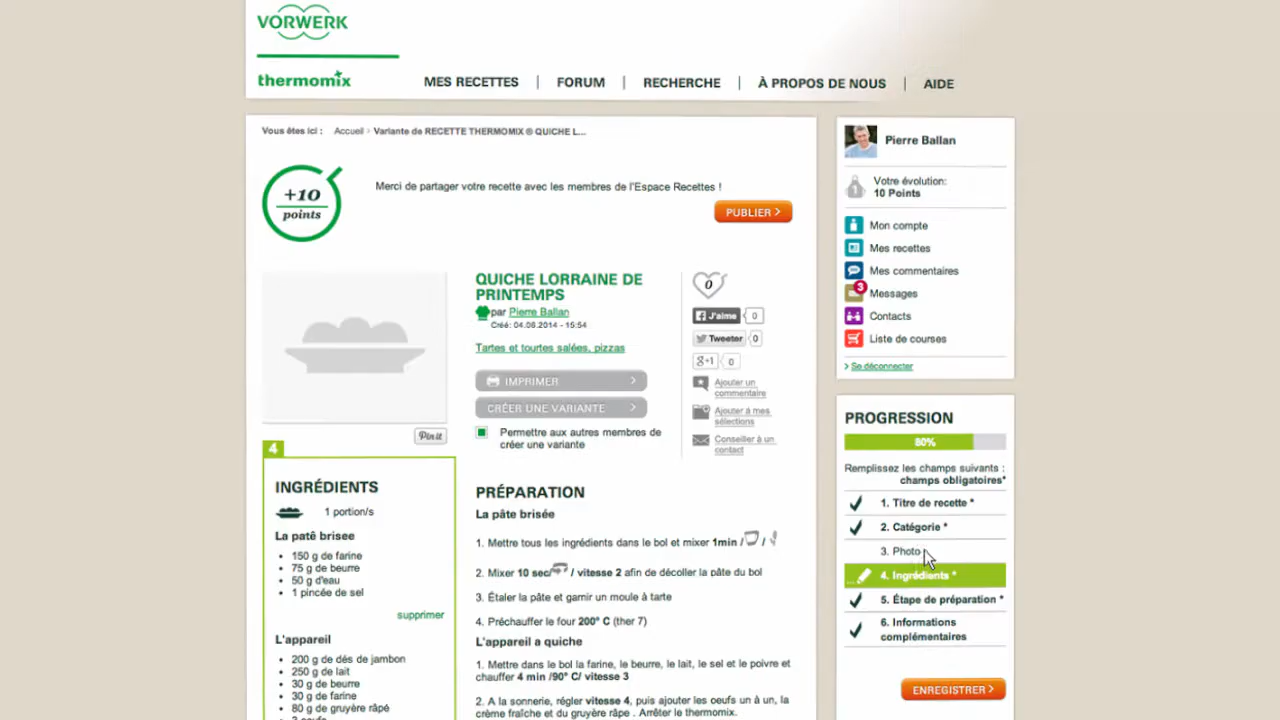 VORWERK
thermomix
MES RECETTES | FORUM | RECHERCHE | À PROPOS DE NOUS | AIDE
Vous êtes ici : Accueil › Variante de RECETTE THERMOMIX ® QUICHE L...
+10
points
Merci de partager votre recette avec les membres de l'Espace Recettes !
PUBLIER >
QUICHE LORRAINE DE
PRINTEMPS
par Pierre Ballan
Créé: 04.08.2014 - 15:54
Tartes et tourtes salées, pizzas
IMPRIMER >
CRÉER UNE VARIANTE >
Permettre aux autres membres de
créer une variante
0
J'aime 0
Tweeter 0
g+1 0
Ajouter un
commentaire
Ajouter à mes
sélections
Conseiller à un
contact
Pin it
4
INGRÉDIENTS
1 portion/s
La patê brisee
• 150 g de farine
• 75 g de beurre
• 50 g d'eau
• 1 pincée de sel
supprimer
L'appareil
• 200 g de dés de jambon
• 250 g de lait
• 30 g de beurre
• 30 g de farine
• 80 g de gruyère râpé
PRÉPARATION
La pâte brisée
1. Mettre tous les ingrédients dans le bol et mixer 1min / /
2. Mixer 10 sec/ / vitesse 2 afin de décoller la pâte du bol
3. Étaler la pâte et garnir un moule à tarte
4. Préchauffer le four 200° C (ther 7)
L'appareil a quiche
1. Mettre dans le bol la farine, le beurre, le lait, le sel et le poivre et
chauffer 4 min /90° C/ vitesse 3
2. A la sonnerie, régler vitesse 4, puis ajouter les oeufs un à un, la
crème fraîche et du gruyère râpe . Arrêter le thermomix.
Pierre Ballan
1
Votre évolution:
10 Points
Mon compte
Mes recettes
Mes commentaires
3
Messages
Contacts
Liste de courses
> Se déconnecter
PROGRESSION
80%
Remplissez les champs suivants :
champs obligatoires*
1. Titre de recette *
2. Catégorie *
3. Photo
4. Ingrédients *
5. Étape de préparation *
6. Informations
complémentaires
ENREGISTRER >